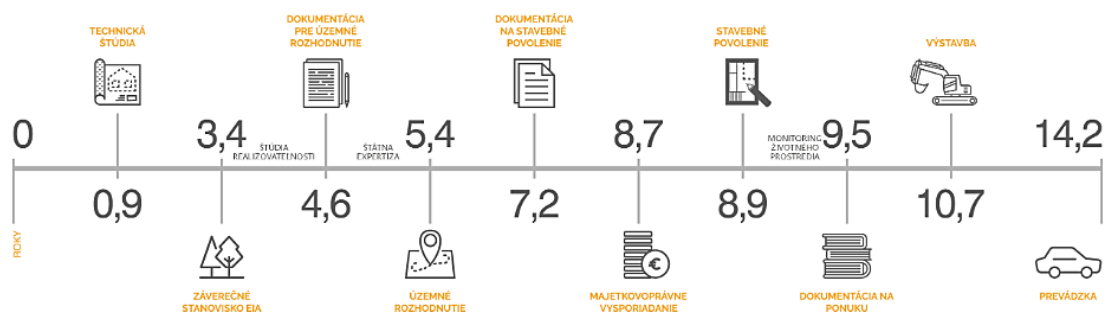 TECHNICKÁ
ŠTÚDIA
DOKUMENTÁCIA
PRE ÚZEMNÉ
ROZHODNUTIE
DOKUMENTÁCIA
NA STAVEBNÉ
POVOLENIE
STAVEBNÉ
POVOLENIE
VÝSTAVBA
0
3,4
ŠTÚDIA
REALIZOVATEĽNOSTI
ŠTÁTNA
EXPERTÍZA
5,4
8,7
MONITORING
ŽIVOTNÉHO
PROSTREDIA
9,5
14,2
0,9
4,6
7,2
8,9
10,7
ROKY
€
ZÁVEREČNÉ
STANOVISKO EIA
ÚZEMNÉ
ROZHODNUTIE
MAJETKOVOPRÁVNE
VYSPORIADANIE
DOKUMENTÁCIA NA
PONUKU
PREVÁDZKA